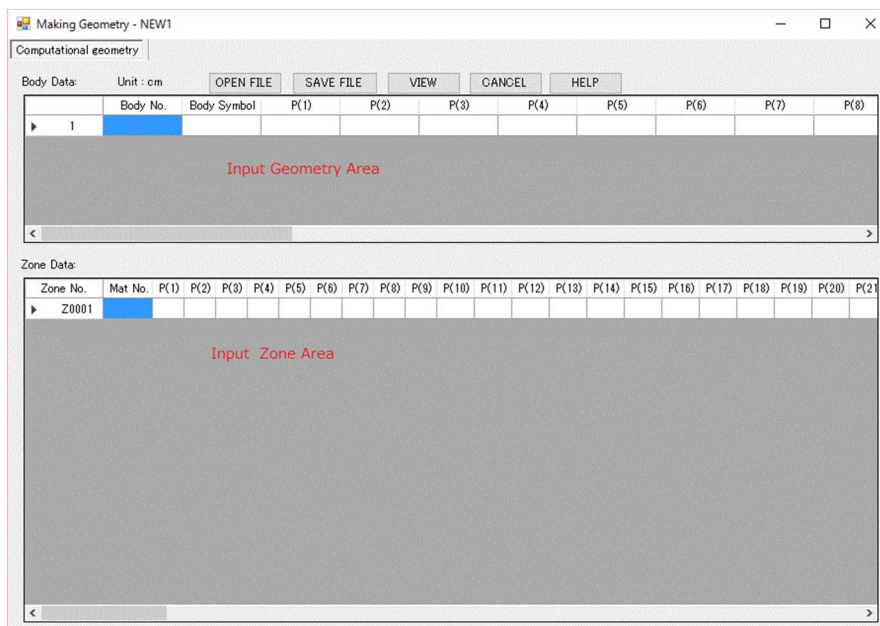 Making Geometry - NEW1
Computational geometry
Body Data: Unit : cm OPEN FILE SAVE FILE VIEW CANCEL HELP
Body No. Body Symbol P(1) P(2) P(3) P(4) P(5) P(6) P(7) P(8)
1
Input Geometry Area
Zone Data:
Zone No. Mat No. P(1) P(2) P(3) P(4) P(5) P(6) P(7) P(8) P(9) P(10) P(11) P(12) P(13) P(14) P(15) P(16) P(17) P(18) P(19) P(20) P(21
Z0001
Input Zone Area